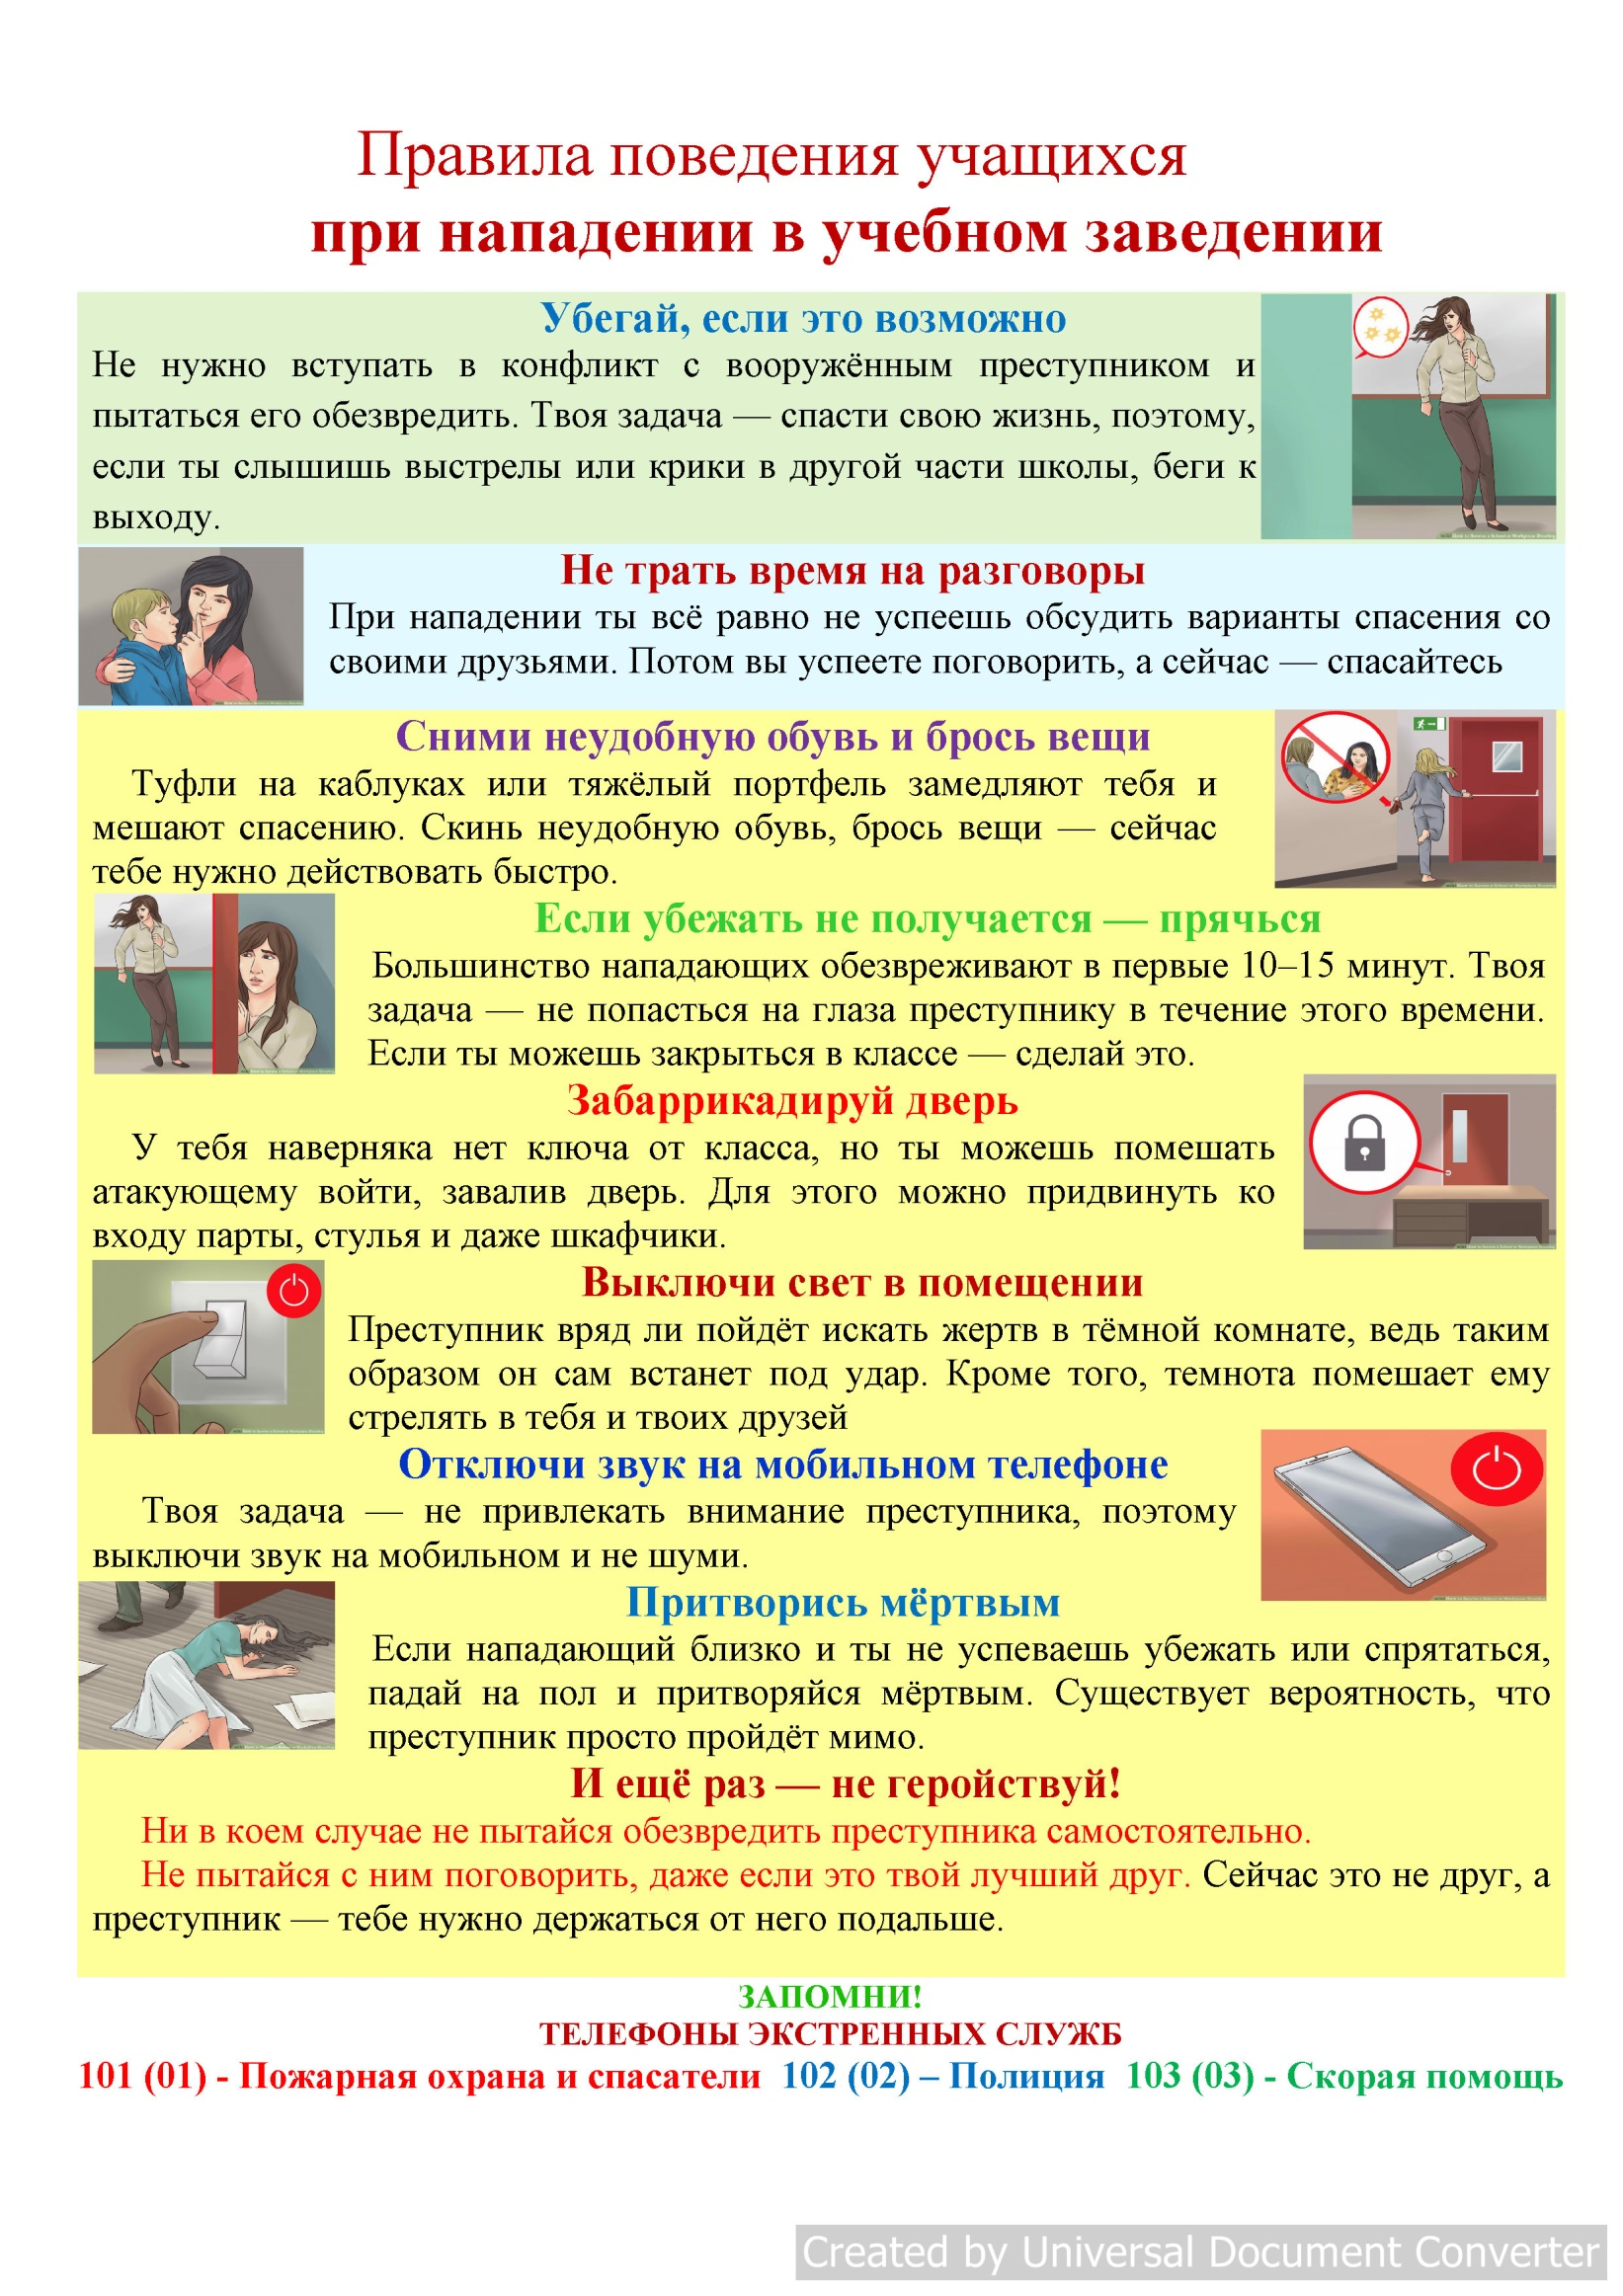 Правила поведения учащихся
при нападении в учебном заведении
Убегай, если это возможно
Не нужно вступать в конфликт с вооружённым преступником и
пытаться его обезвредить. Твоя задача — спасти свою жизнь, поэтому,
если ты слышишь выстрелы или крики в другой части школы, беги к
выходу.
Не трать время на разговоры
При нападении ты всё равно не успеешь обсудить варианты спасения со
своими друзьями. Потом вы успеете поговорить, а сейчас — спасайтесь
Сними неудобную обувь и брось вещи
Туфли на каблуках или тяжёлый портфель замедляют тебя и
мешают спасению. Скинь неудобную обувь, брось вещи — сейчас
тебе нужно действовать быстро.
Если убежать не получается — прячься
Большинство нападающих обезвреживают в первые 10–15 минут. Твоя
задача — не попасться на глаза преступнику в течение этого времени.
Если ты можешь закрыться в классе — сделай это.
Забаррикадируй дверь
У тебя наверняка нет ключа от класса, но ты можешь помешать
атакующему войти, завалив дверь. Для этого можно придвинуть ко
входу парты, стулья и даже шкафчики.
Выключи свет в помещении
Преступник вряд ли пойдёт искать жертв в тёмной комнате, ведь таким
образом он сам встанет под удар. Кроме того, темнота помешает ему
стрелять в тебя и твоих друзей
Отключи звук на мобильном телефоне
Твоя задача — не привлекать внимание преступника, поэтому
выключи звук на мобильном и не шуми.
Притворись мёртвым
Если нападающий близко и ты не успеваешь убежать или спрятаться,
падай на пол и притворяйся мёртвым. Существует вероятность, что
преступник просто пройдёт мимо.
И ещё раз — не геройствуй!
Ни в коем случае не пытайся обезвредить преступника самостоятельно.
Не пытайся с ним поговорить, даже если это твой лучший друг. Сейчас это не друг, а
преступник — тебе нужно держаться от него подальше.
ЗАПОМНИ!
ТЕЛЕФОНЫ ЭКСТРЕННЫХ СЛУЖБ
101 (01) - Пожарная охрана и спасатели 102 (02) – Полиция 103 (03) - Скорая помощь
Created by Universal Document Converter